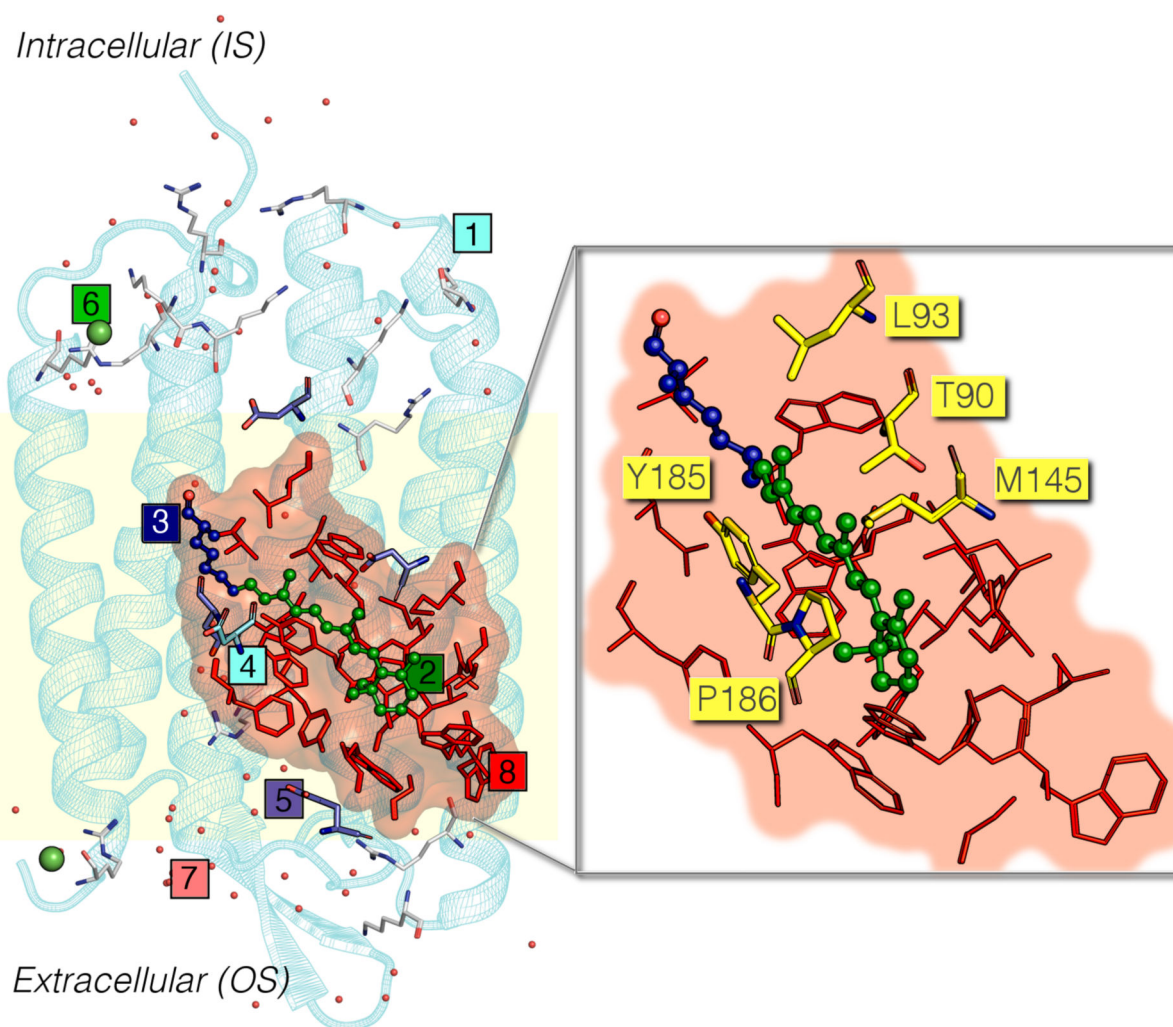 Intracellular (IS)
1
6
3
4
2
8
5
7
Extracellular (OS)
L93
T90
Y185
M145
P186